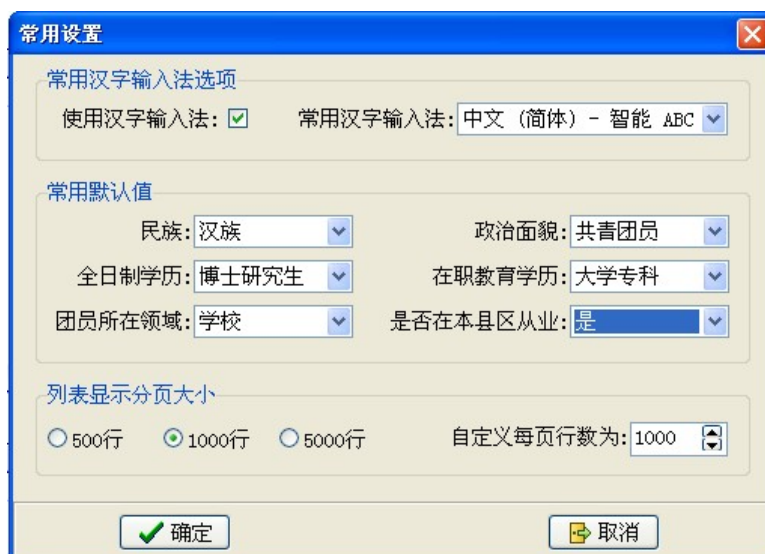 常用设置
常用汉字输入法选项
使用汉字输入法: 常用汉字输入法: 中文 (简体) - 智能 ABC
常用默认值
民族: 汉族 政治面貌: 共青团员
全日制学历: 博士研究生 在职教育学历: 大学专科
团员所在领域: 学校 是否在本县区从业: 是
列表显示分页大小
500行 1000行 5000行 自定义每页行数为: 1000
确定 取消